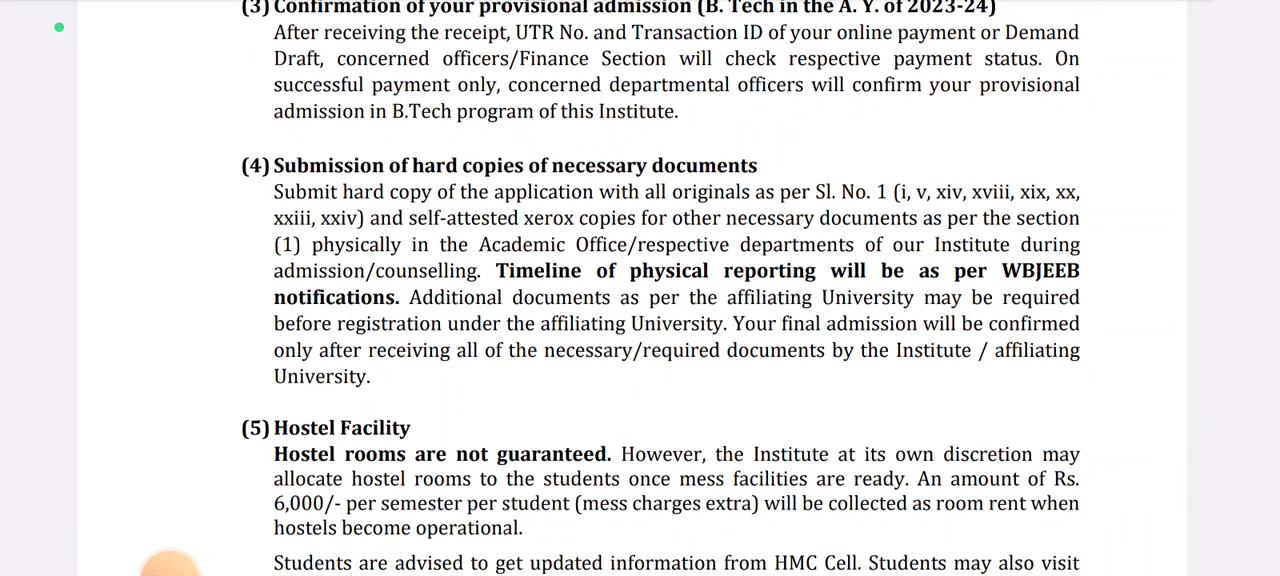 (3) Confirmation of your provisional admission (B. Tech in the A. Y. of 2023-24)
After receiving the receipt, UTR No. and Transaction ID of your online payment or Demand
Draft, concerned officers/Finance Section will check respective payment status. On
successful payment only, concerned departmental officers will confirm your provisional
admission in B.Tech program of this Institute.
(4) Submission of hard copies of necessary documents
Submit hard copy of the application with all originals as per Sl. No. 1 (i, v, xiv, xviii, xix, xx,
xxiii, xxiv) and self-attested xerox copies for other necessary documents as per the section
(1) physically in the Academic Office/respective departments of our Institute during
admission/counselling. Timeline of physical reporting will be as per WBJEEB
notifications. Additional documents as per the affiliating University may be required
before registration under the affiliating University. Your final admission will be confirmed
only after receiving all of the necessary/required documents by the Institute / affiliating
University.
(5) Hostel Facility
Hostel rooms are not guaranteed. However, the Institute at its own discretion may
allocate hostel rooms to the students once mess facilities are ready. An amount of Rs.
6,000/- per semester per student (mess charges extra) will be collected as room rent when
hostels become operational.
Students are advised to get updated information from HMC Cell. Students may also visit